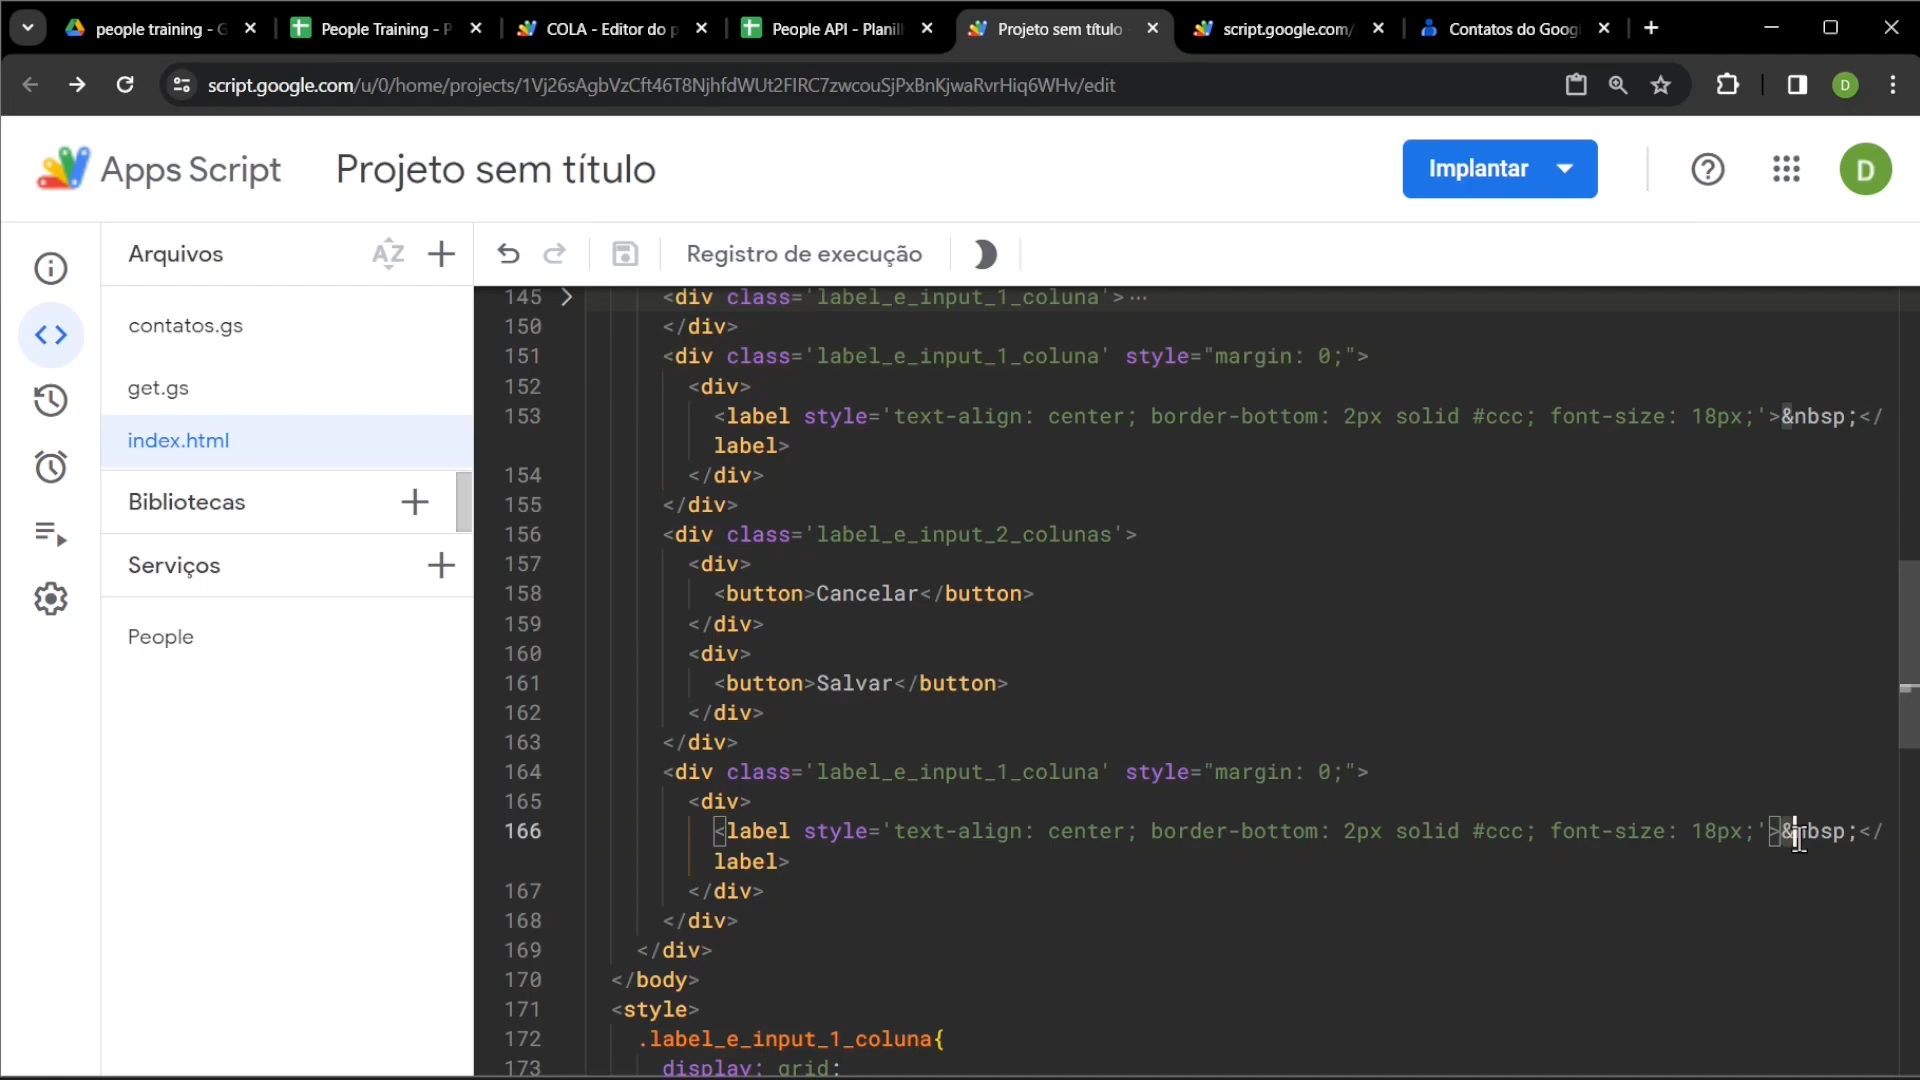 people training - G
People Training - P
COLA - Editor do p
People API - Planil
Projeto sem título
script.google.com/
Contatos do Goog
script.google.com/u/0/home/projects/1Vj26sAgbVzCft46T8NjhfdWUt2FIRC7zwcouSjPxBnKjwaRvrHiq6WHv/edit
D
Apps Script
Projeto sem título
Implantar
D
Arquivos
AZ
Registro de execução
contatos.gs
get.gs
index.html
Bibliotecas
Serviços
People
145 <div class='label_e_input_1_coluna'>···
150 </div>
151 <div class='label_e_input_1_coluna' style="margin: 0;">
152 <div>
153 <label style='text-align: center; border-bottom: 2px solid #ccc; font-size: 18px;'>&nbsp;</
label>
154 </div>
155 </div>
156 <div class='label_e_input_2_colunas'>
157 <div>
158 <button>Cancelar</button>
159 </div>
160 <div>
161 <button>Salvar</button>
162 </div>
163 </div>
164 <div class='label_e_input_1_coluna' style="margin: 0;">
165 <div>
166 <label style='text-align: center; border-bottom: 2px solid #ccc; font-size: 18px;'>&nbsp;</
label>
167 </div>
168 </div>
169 </div>
170 </body>
171 <style>
172 .label_e_input_1_coluna{
173 display: grid;